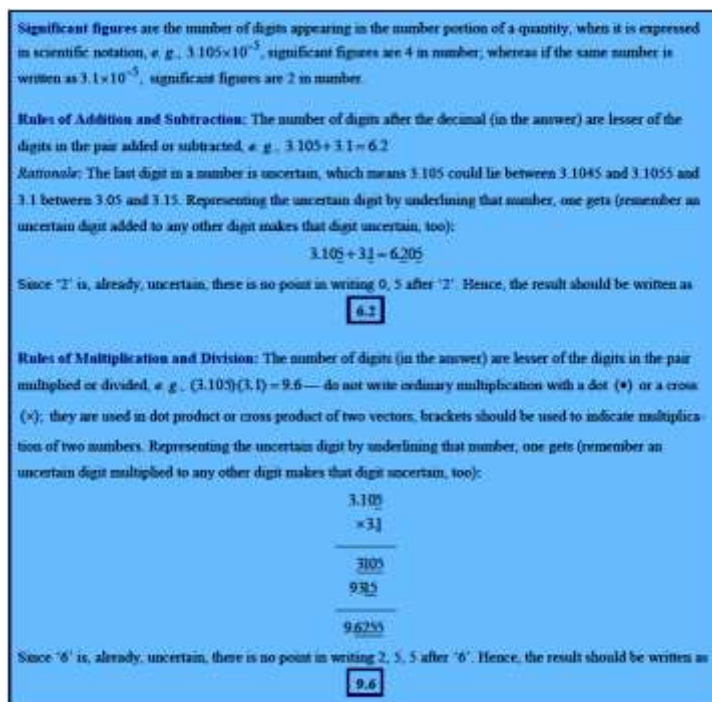 Significant figures are the number of digits appearing in the number portion of a quantity, when it is expressed
in scientific notation, e. g., 3.105×10⁻⁵, significant figures are 4 in number, whereas if the same number is
written as 3.1×10⁻⁵, significant figures are 2 in number.
Rules of Addition and Subtraction: The number of digits after the decimal (in the answer) are lesser of the
digits in the pair added or subtracted, e. g., 3.105+3.1=6.2
Rationale: The last digit in a number is uncertain, which means 3.105 could lie between 3.1045 and 3.1055 and
3.1 between 3.05 and 3.15. Representing the uncertain digit by underlining that number, one gets (remember an
uncertain digit added to any other digit makes that digit uncertain, too):
3.105+3.1=6.205
Since '2' is, already, uncertain, there is no point in writing 0, 5 after '2'. Hence, the result should be written as
6.2
Rules of Multiplication and Division: The number of digits (in the answer) are lesser of the digits in the pair
multiplied or divided, e. g., (3.105)(3.1)=9.6— do not write ordinary multiplication with a dot (•) or a cross
(×); they are used in dot product or cross product of two vectors, brackets should be used to indicate multiplica-
tion of two numbers. Representing the uncertain digit by underlining that number, one gets (remember an
uncertain digit multiplied to any other digit makes that digit uncertain, too):
3.105
×3.1
3105
9315
9.6255
Since '6' is, already, uncertain, there is no point in writing 2, 5, 5 after '6'. Hence, the result should be written as
9.6